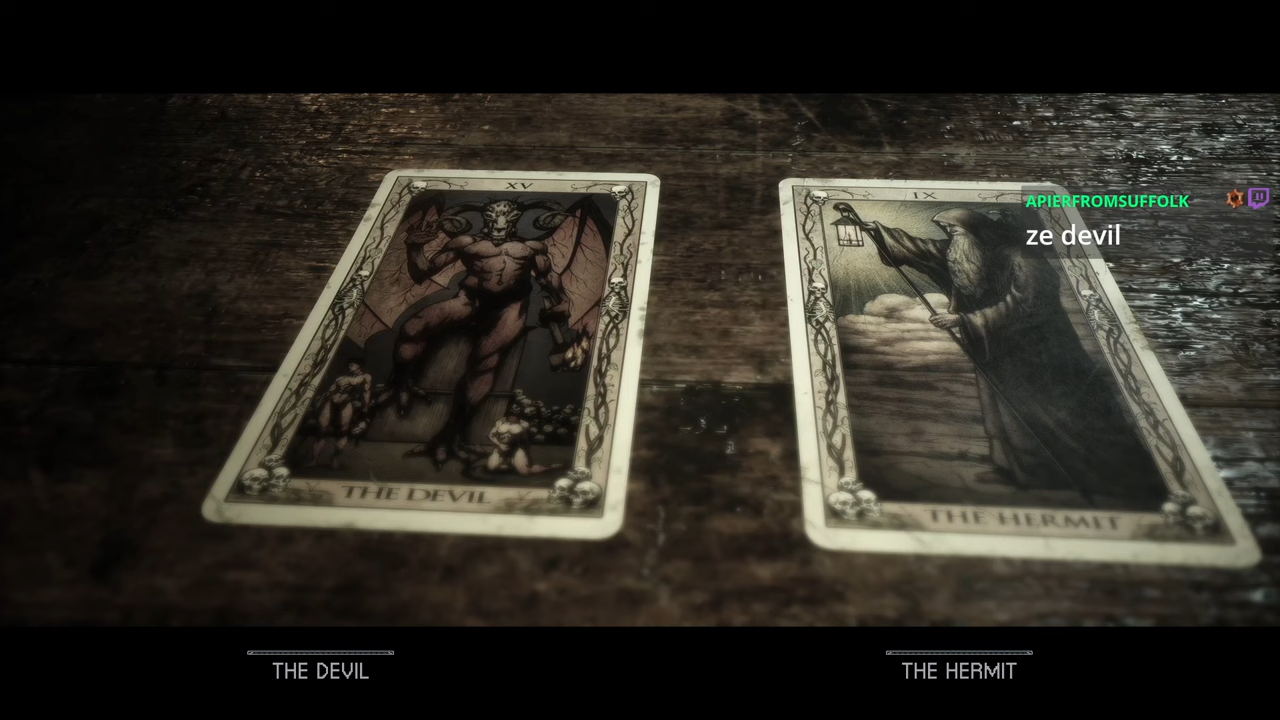 XV
IX
APIERFROMSUFFOLK
ze devil
THE DEVIL
THE HERMIT
THE DEVIL
THE HERMIT